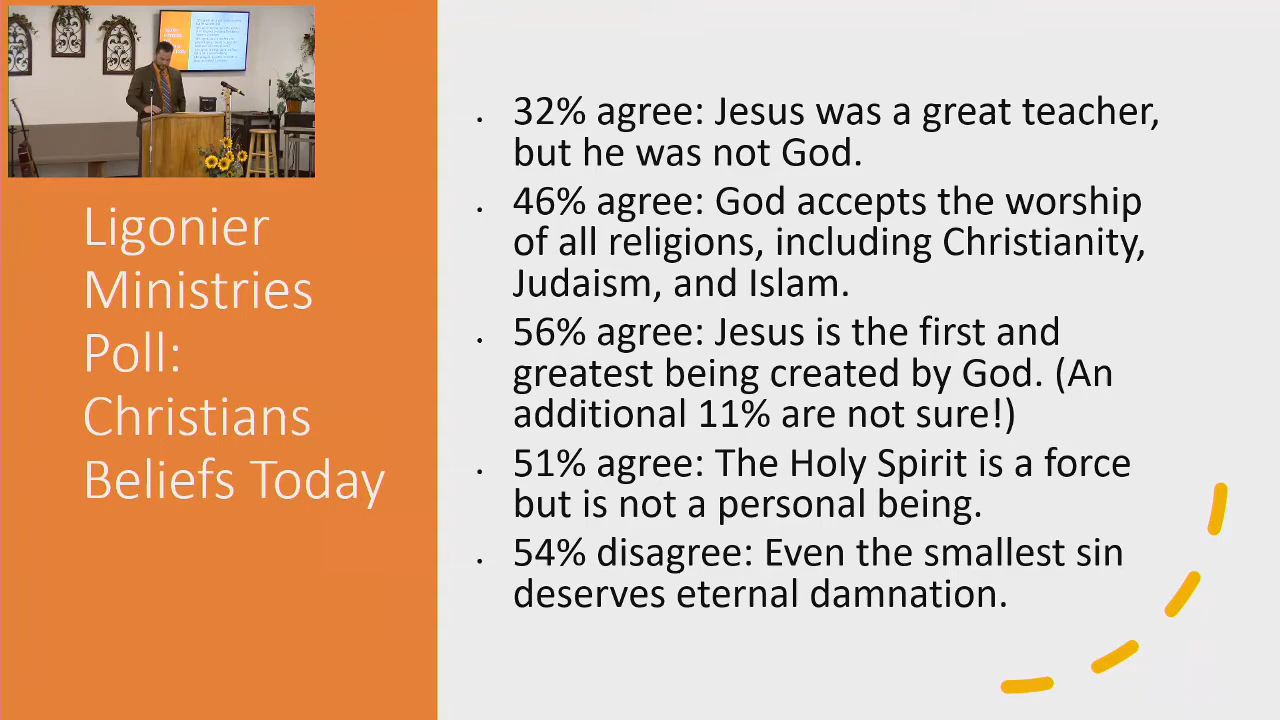 Ligonier
Ministries
Poll:
Christians
Beliefs Today
32% agree: Jesus was a great teacher,
but he was not God.
46% agree: God accepts the worship
of all religions, including Christianity,
Judaism, and Islam.
56% agree: Jesus is the first and
greatest being created by God. (An
additional 11% are not sure!)
51% agree: The Holy Spirit is a force
but is not a personal being.
54% disagree: Even the smallest sin
deserves eternal damnation.